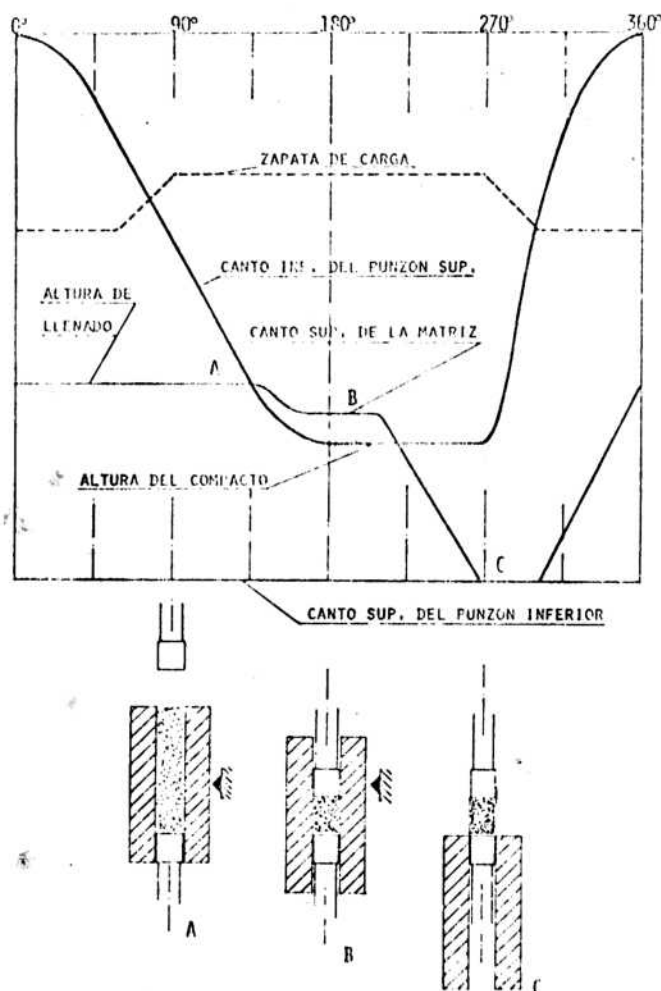 0° 90° 180° 270° 360°
ZAPATA DE CARGA
CANTO INF. DEL PUNZON SUP.
ALTURA DE
LLENADO
CANTO SUP. DE LA MATRIZ
A
B
ALTURA DEL COMPACTO
C
CANTO SUP. DEL PUNZON INFERIOR
A
B
C